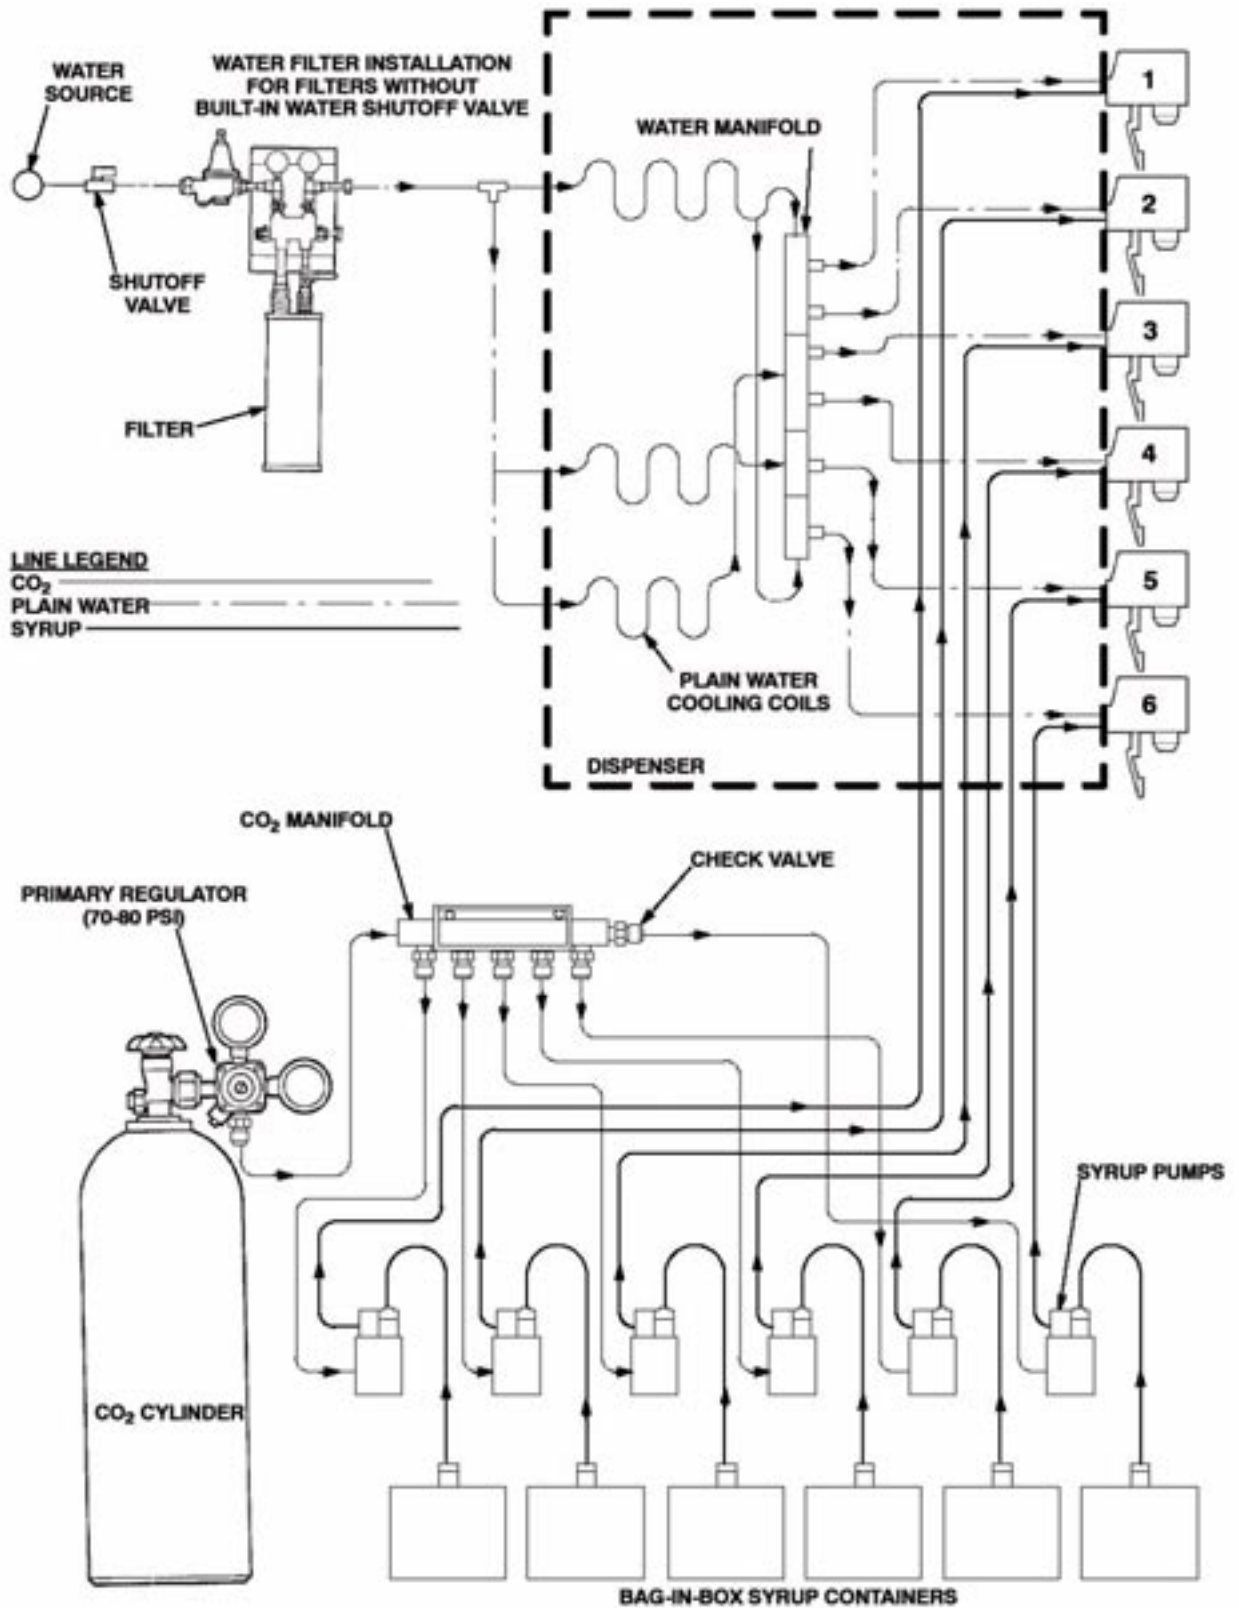 WATER
SOURCE
WATER FILTER INSTALLATION
FOR FILTERS WITHOUT
BUILT-IN WATER SHUTOFF VALVE
WATER MANIFOLD
1
2
3
4
5
6
SHUTOFF
VALVE
FILTER
LINE LEGEND
CO₂
PLAIN WATER
SYRUP
PLAIN WATER
COOLING COILS
DISPENSER
CO₂ MANIFOLD
CHECK VALVE
PRIMARY REGULATOR
(70-80 PSI)
SYRUP PUMPS
CO₂ CYLINDER
BAG-IN-BOX SYRUP CONTAINERS